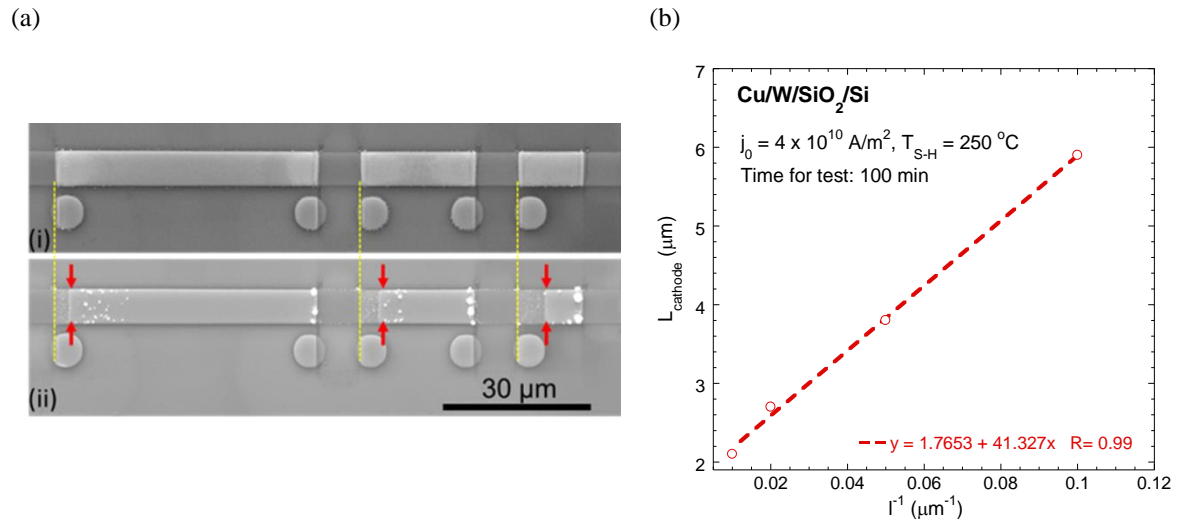 (a)
(b)
(i)
(ii)
30 µm
Cu/W/SiO2/Si
j0 = 4 x 10^10 A/m^2, TS-H = 250 °C
Time for test: 100 min
y = 1.7653 + 41.327x R= 0.99
7
6
5
4
3
2
Lcathode (µm)
0.02 0.04 0.06 0.08 0.1 0.12
l^-1 (µm^-1)